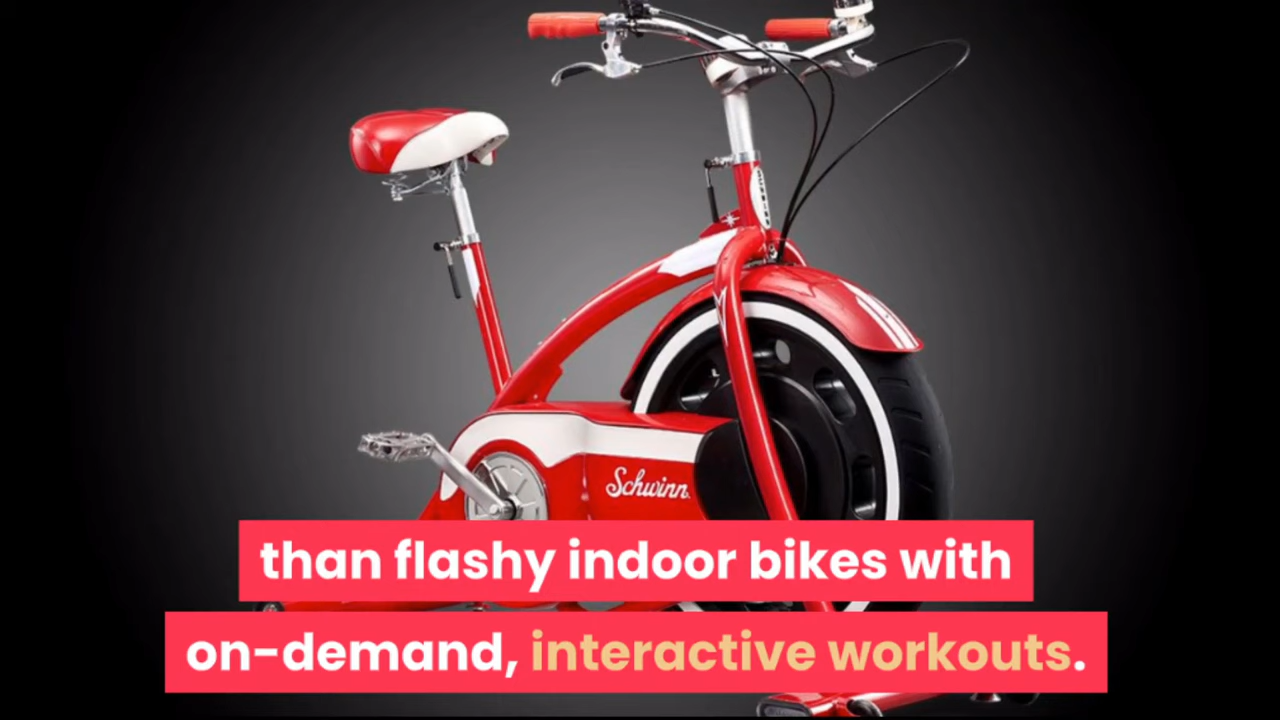 Schwinn
than flashy indoor bikes with
on-demand, interactive workouts.